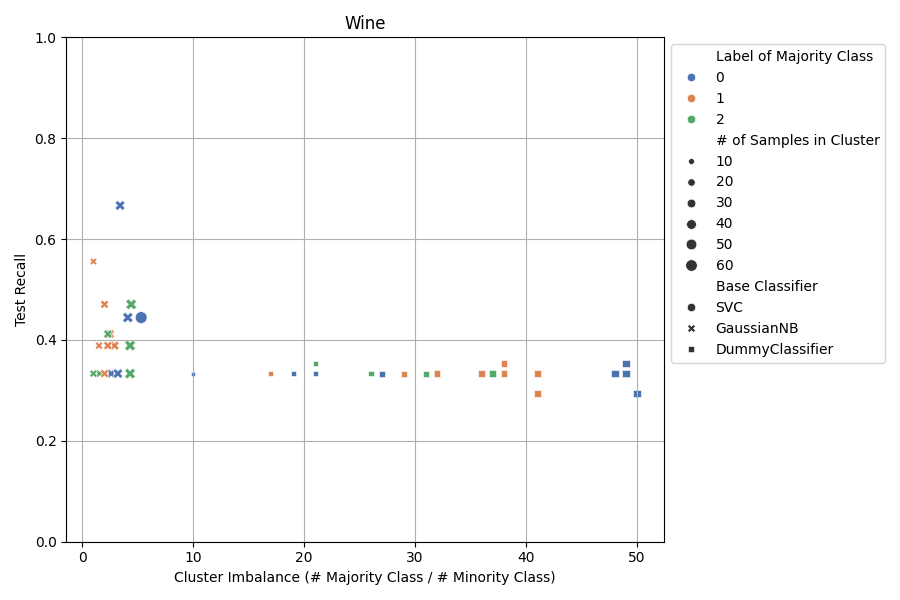 Wine
Test Recall
1.0
0.8
0.6
0.4
0.2
0.0
0
10
20
30
40
50
Cluster Imbalance (# Majority Class / # Minority Class)
Label of Majority Class
0
1
2
# of Samples in Cluster
10
20
30
40
50
60
Base Classifier
SVC
GaussianNB
DummyClassifier